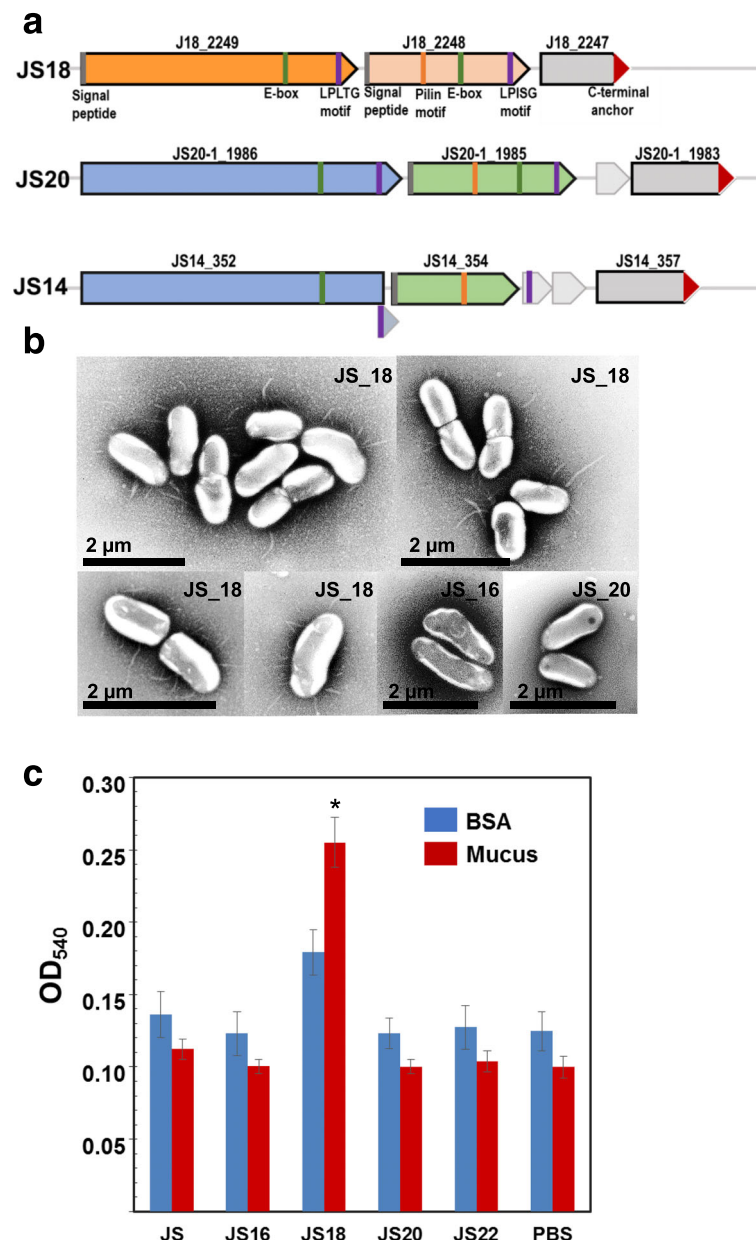 a
J18_2249 J18_2248 J18_2247
JS18
Signal peptide E-box LPLTG motif Signal peptide Pilin motif E-box LPISG motif C-terminal anchor
JS20-1_1986 JS20-1_1985 JS20-1_1983
JS20
JS14_352 JS14_354 JS14_357
JS14
b
JS_18 JS_18
2 µm 2 µm
JS_18 JS_18 JS_16 JS_20
2 µm 2 µm 2 µm
c
0.30
*
BSA
Mucus
0.25
0.20
OD540
0.15
0.10
0.05
JS JS16 JS18 JS20 JS22 PBS